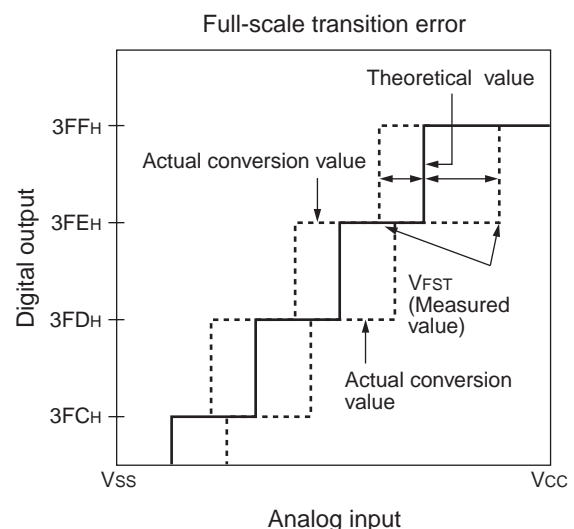 Full-scale transition error
Theoretical value
3FFH
Actual conversion value
3FEH
Digital output
VFST
(Measured
value)
3FDH
Actual conversion
value
3FCH
VSS
VCC
Analog input